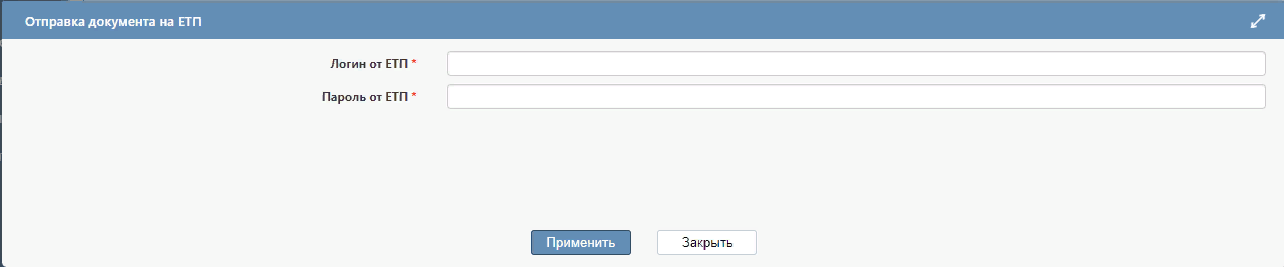 Отправка документа на ЕТП
Логин от ЕТП *
Пароль от ЕТП *
Применить Закрыть